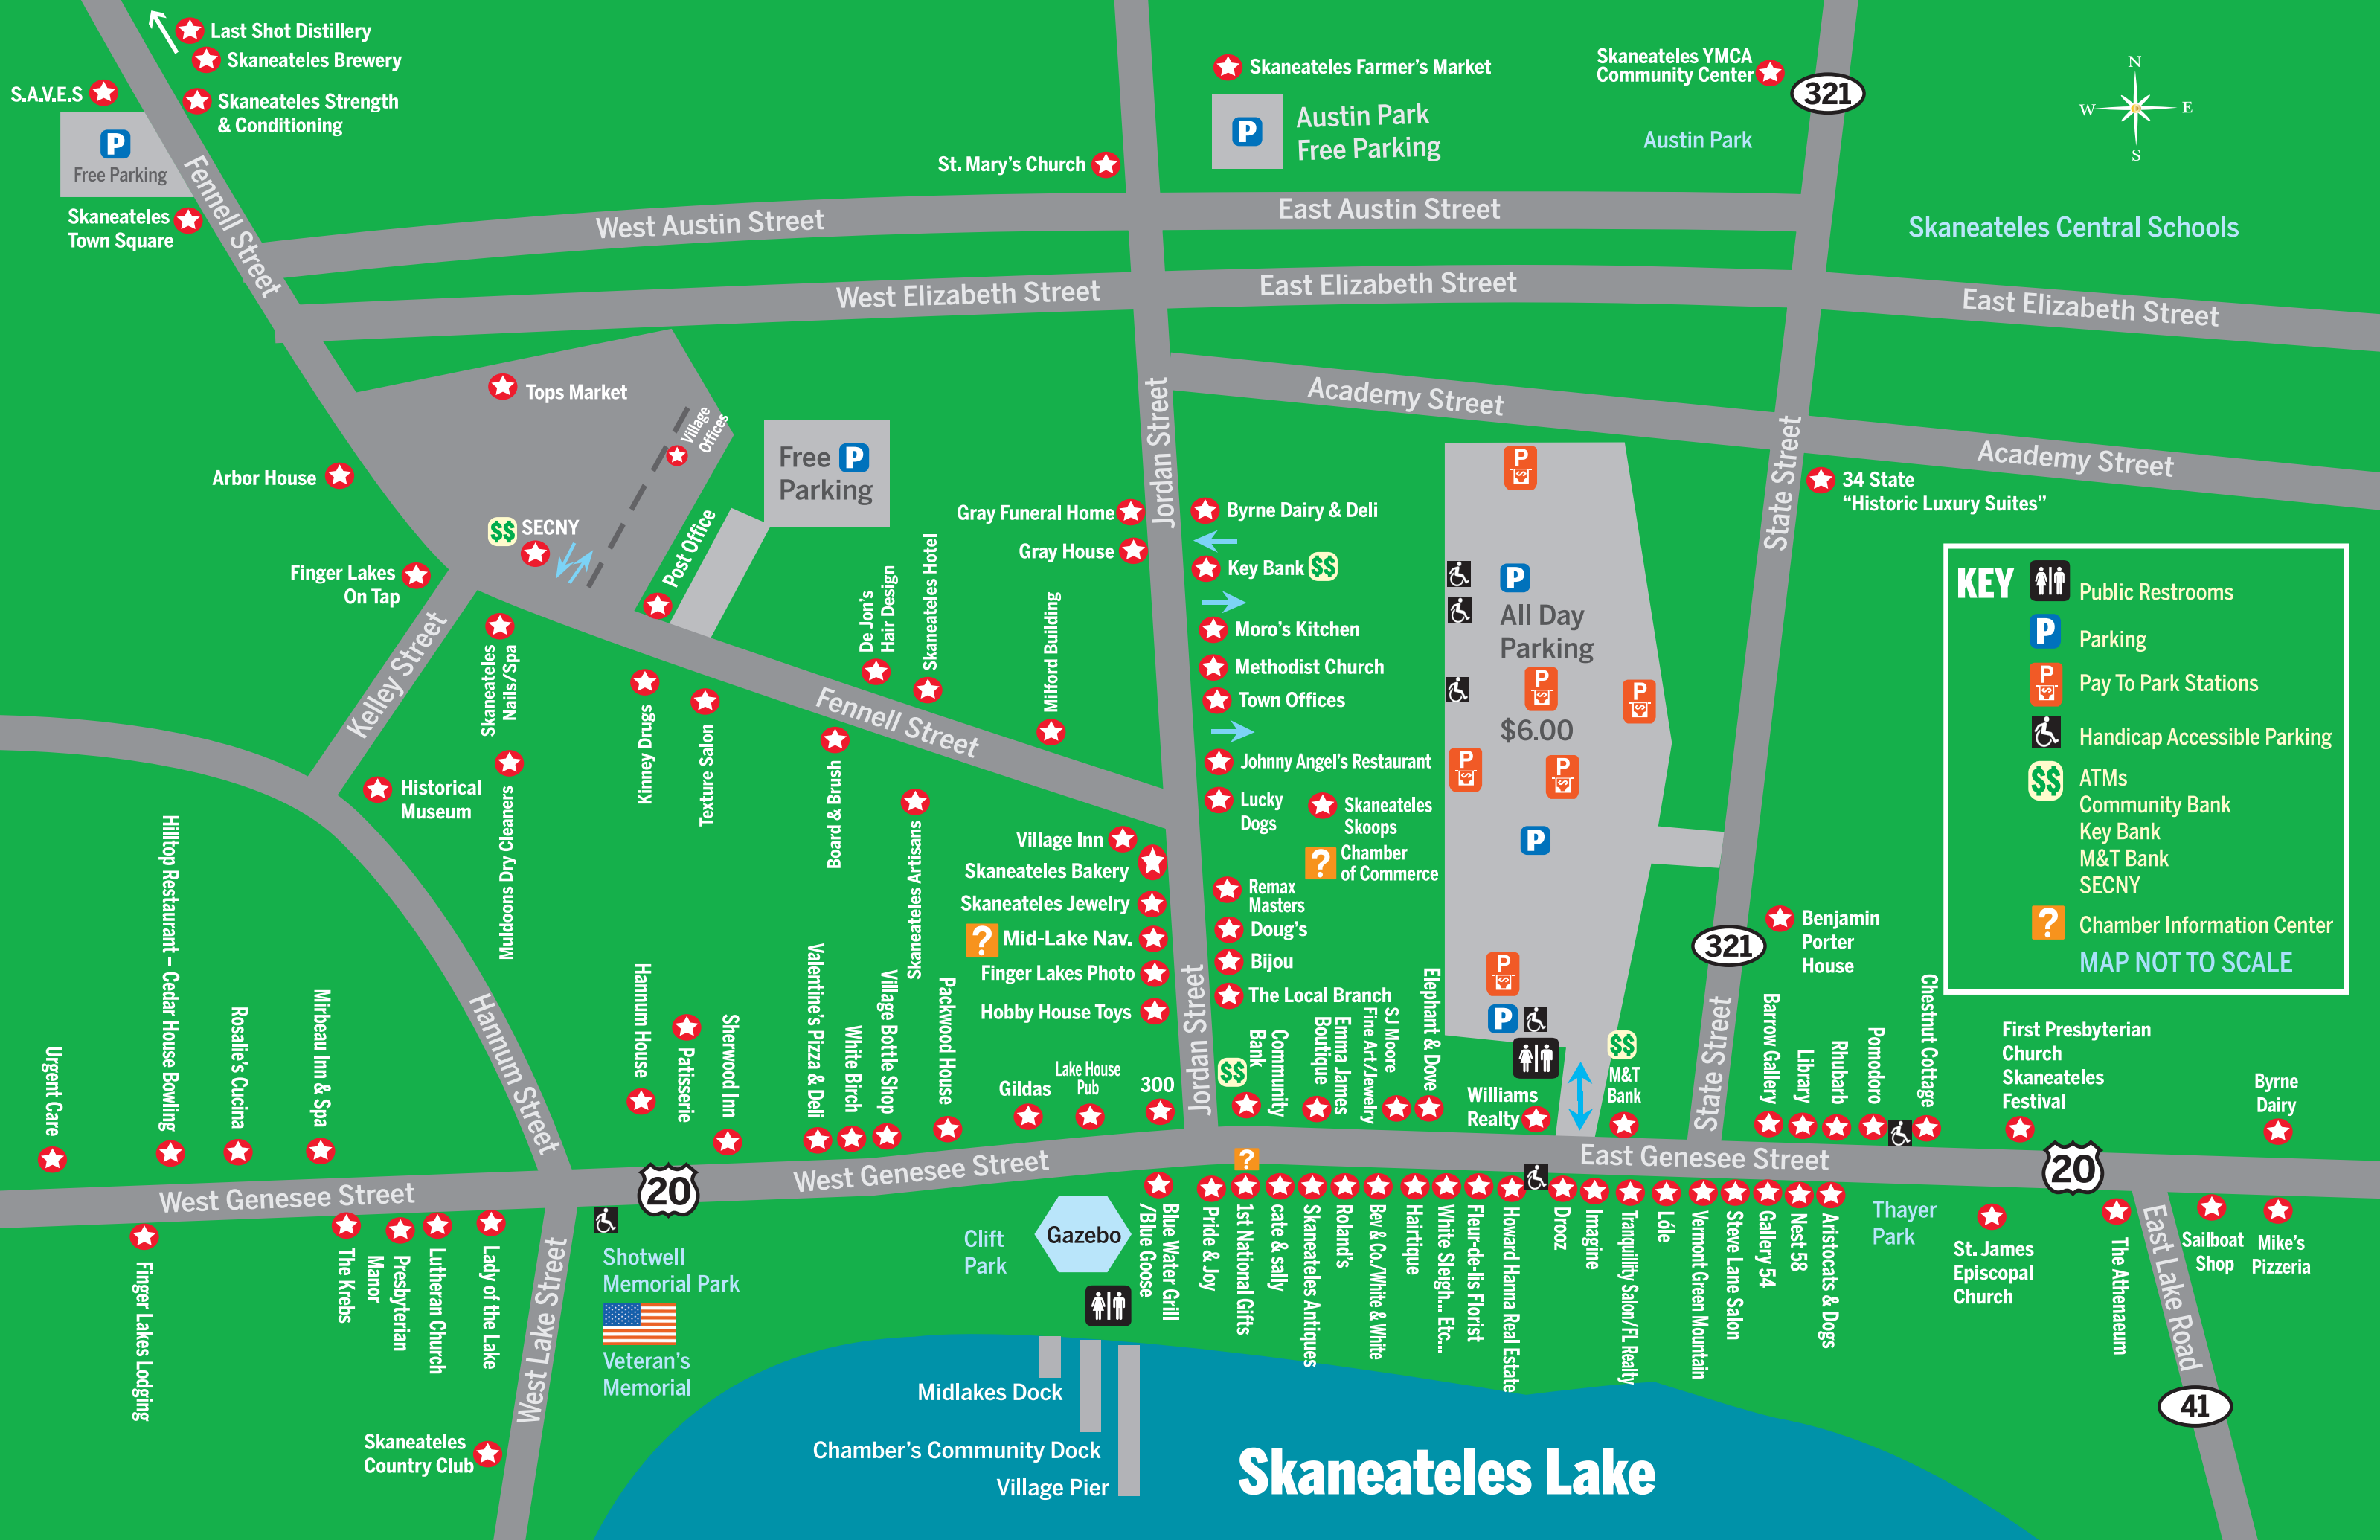 Last Shot Distillery
Skaneateles Brewery
S.A.V.E.S
Skaneateles Strength
& Conditioning
P
Free Parking
Skaneateles
Town Square
Fennell Street
Skaneateles Farmer's Market
P
Austin Park
Free Parking
Skaneateles YMCA
Community Center
321
Austin Park
N
W
E
S
St. Mary's Church
West Austin Street
East Austin Street
Skaneateles Central Schools
West Elizabeth Street
East Elizabeth Street
East Elizabeth Street
Tops Market
Village
Offices
Free P
Parking
Jordan Street
Academy Street
Academy Street
State Street
34 State
"Historic Luxury Suites"
Arbor House
$$ SECNY
Post Office
Finger Lakes
On Tap
Kelley Street
Skaneateles
Nails/Spa
De Jon's
Hair Design
Skaneateles Hotel
Milford Building
Gray Funeral Home
Gray House
Byrne Dairy & Deli
Key Bank $$
Moro's Kitchen
Methodist Church
Town Offices
Johnny Angel's Restaurant
Lucky
Dogs
Skaneateles
Skoops
? Chamber
of Commerce
Remax
Masters
Doug's
Bijou
The Local Branch
P
$
P
All Day
Parking
P
$
P
$
$6.00
P
$
P
$
P
P
$
P
KEY
Public Restrooms
P
Parking
P
$
Pay To Park Stations
Handicap Accessible Parking
$$
ATMs
Community Bank
Key Bank
M&T Bank
SECNY
?
Chamber Information Center
MAP NOT TO SCALE
Historical
Museum
Muldoons Dry Cleaners
Kinney Drugs
Texture Salon
Fennell Street
Board & Brush
Skaneateles Artisans
Village Inn
Skaneateles Bakery
Skaneateles Jewelry
? Mid-Lake Nav.
Finger Lakes Photo
Hobby House Toys
321
Benjamin
Porter
House
Hannum Street
Urgent Care
Hilltop Restaurant – Cedar House Bowling
Rosalie's Cucina
Mirbeau Inn & Spa
Hannum House
Patisserie
Sherwood Inn
Valentine's Pizza & Deli
White Birch
Village Bottle Shop
Packwood House
Gildas
Lake House
Pub
300
Jordan Street
$$
Community
Bank
Emma James
Boutique
SJ Moore
Fine Art/Jewelry
Elephant & Dove
Williams
Realty
$$
M&T
Bank
State Street
Barrow Gallery
Library
Rhubarb
Pomodoro
Chestnut Cottage
First Presbyterian
Church
Skaneateles
Festival
Byrne
Dairy
West Genesee Street
20
West Genesee Street
?
East Genesee Street
20
Finger Lakes Lodging
The Krebs
Presbyterian
Manor
Lutheran Church
Lady of the Lake
West Lake Street
Skaneateles
Country Club
Shotwell
Memorial Park
Veteran's
Memorial
Clift
Park
Gazebo
Blue Water Grill
/Blue Goose
Pride & Joy
1st National Gifts
cate & sally
Skaneateles Antiques
Roland's
Bev & Co./White & White
Hairtique
White Sleigh... Etc...
Fleur-de-lis Florist
Howard Hanna Real Estate
Drooz
Imagine
Tranquillity Salon/FL Realty
Lóle
Vermont Green Mountain
Steve Lane Salon
Gallery 54
Nest 58
Aristocats & Dogs
Thayer
Park
St. James
Episcopal
Church
The Athenaeum
East Lake Road
Sailboat
Shop
Mike's
Pizzeria
41
Midlakes Dock
Chamber's Community Dock
Village Pier
Skaneateles Lake